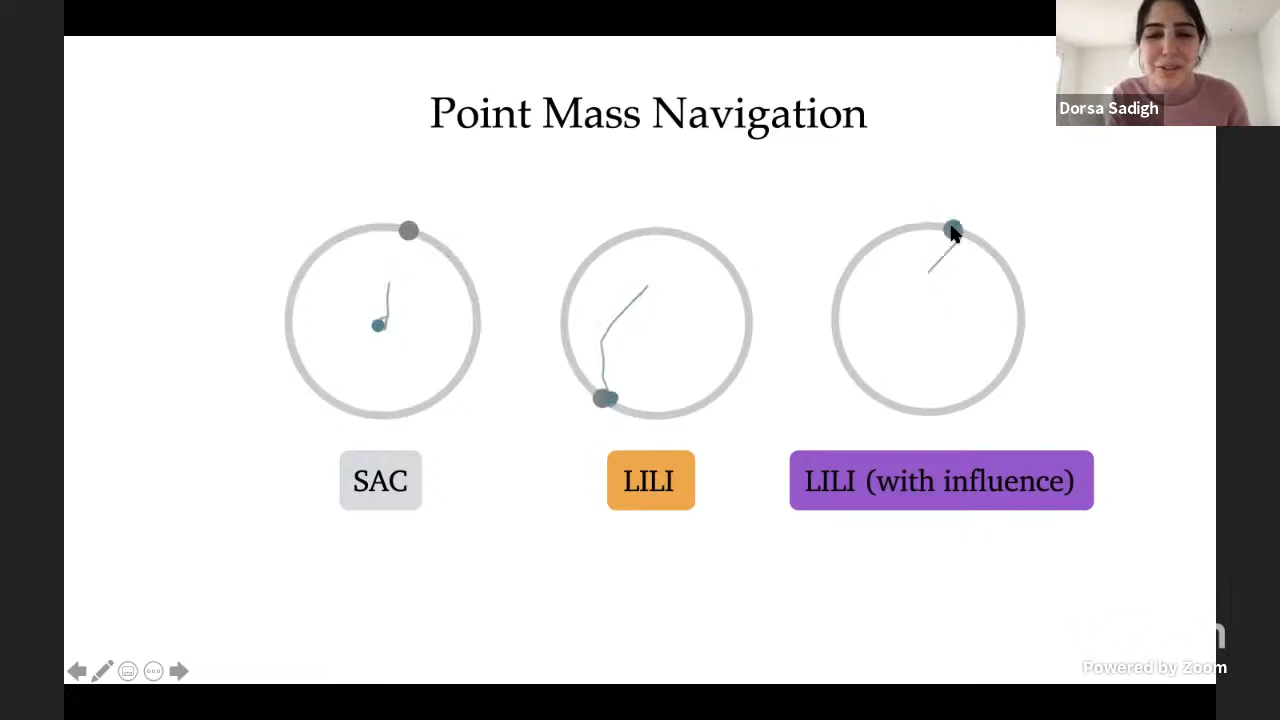 Dorsa Sadigh
Point Mass Navigation
SAC
LILI
LILI (with influence)
Powered by Zoom